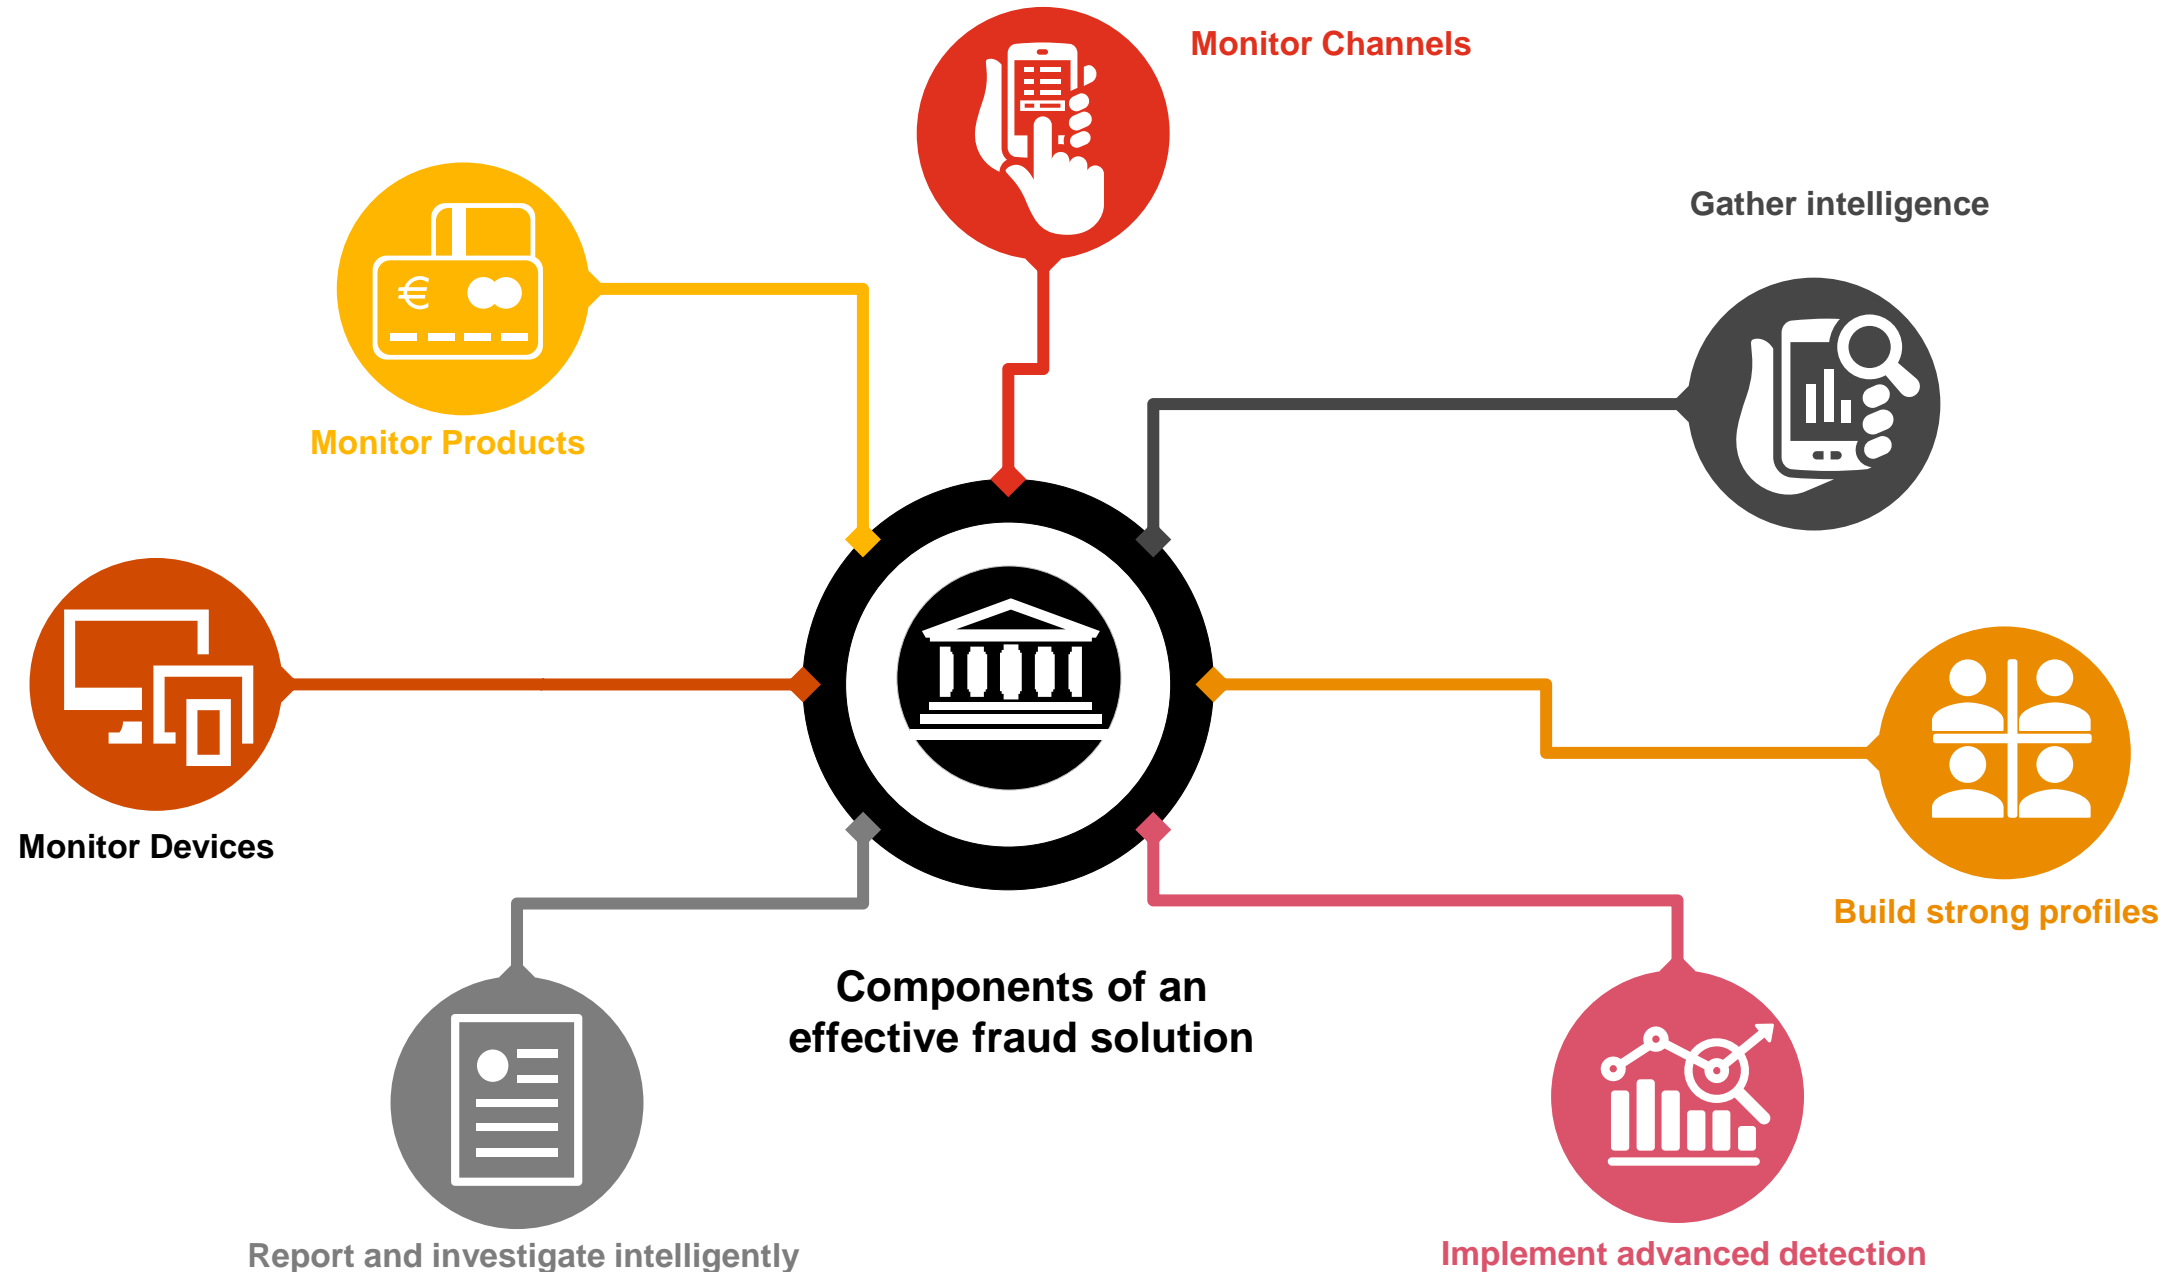 Monitor Channels
Gather intelligence
€
Monitor Products
Monitor Devices
Build strong profiles
Components of an
effective fraud solution
Report and investigate intelligently
Implement advanced detection